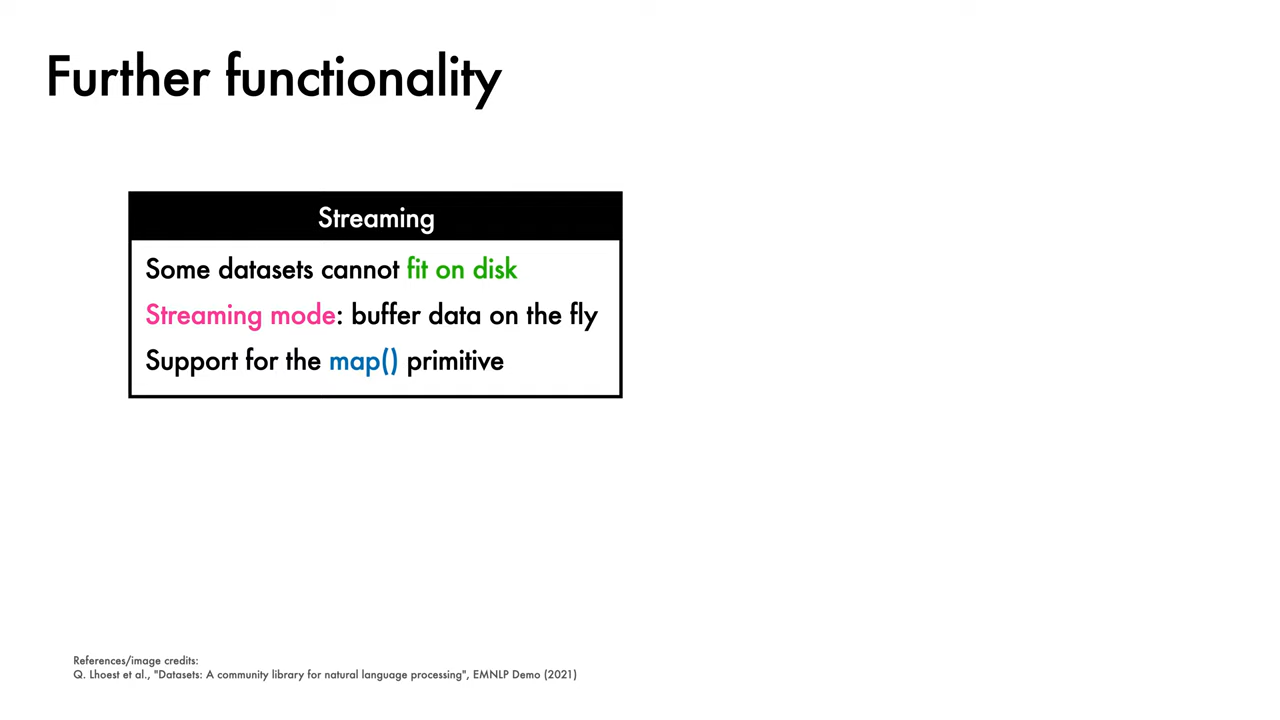 Further functionality
Streaming
Some datasets cannot fit on disk
Streaming mode: buffer data on the fly
Support for the map() primitive
References/image credits:
Q. Lhoest et al., "Datasets: A community library for natural language processing", EMNLP Demo (2021)